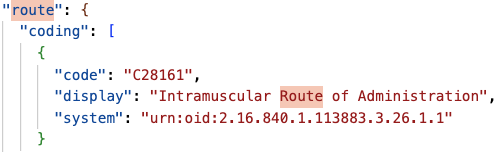 "route": {
"coding": [
{
"code": "C28161",
"display": "Intramuscular Route of Administration",
"system": "urn:oid:2.16.840.1.113883.3.26.1.1"
}